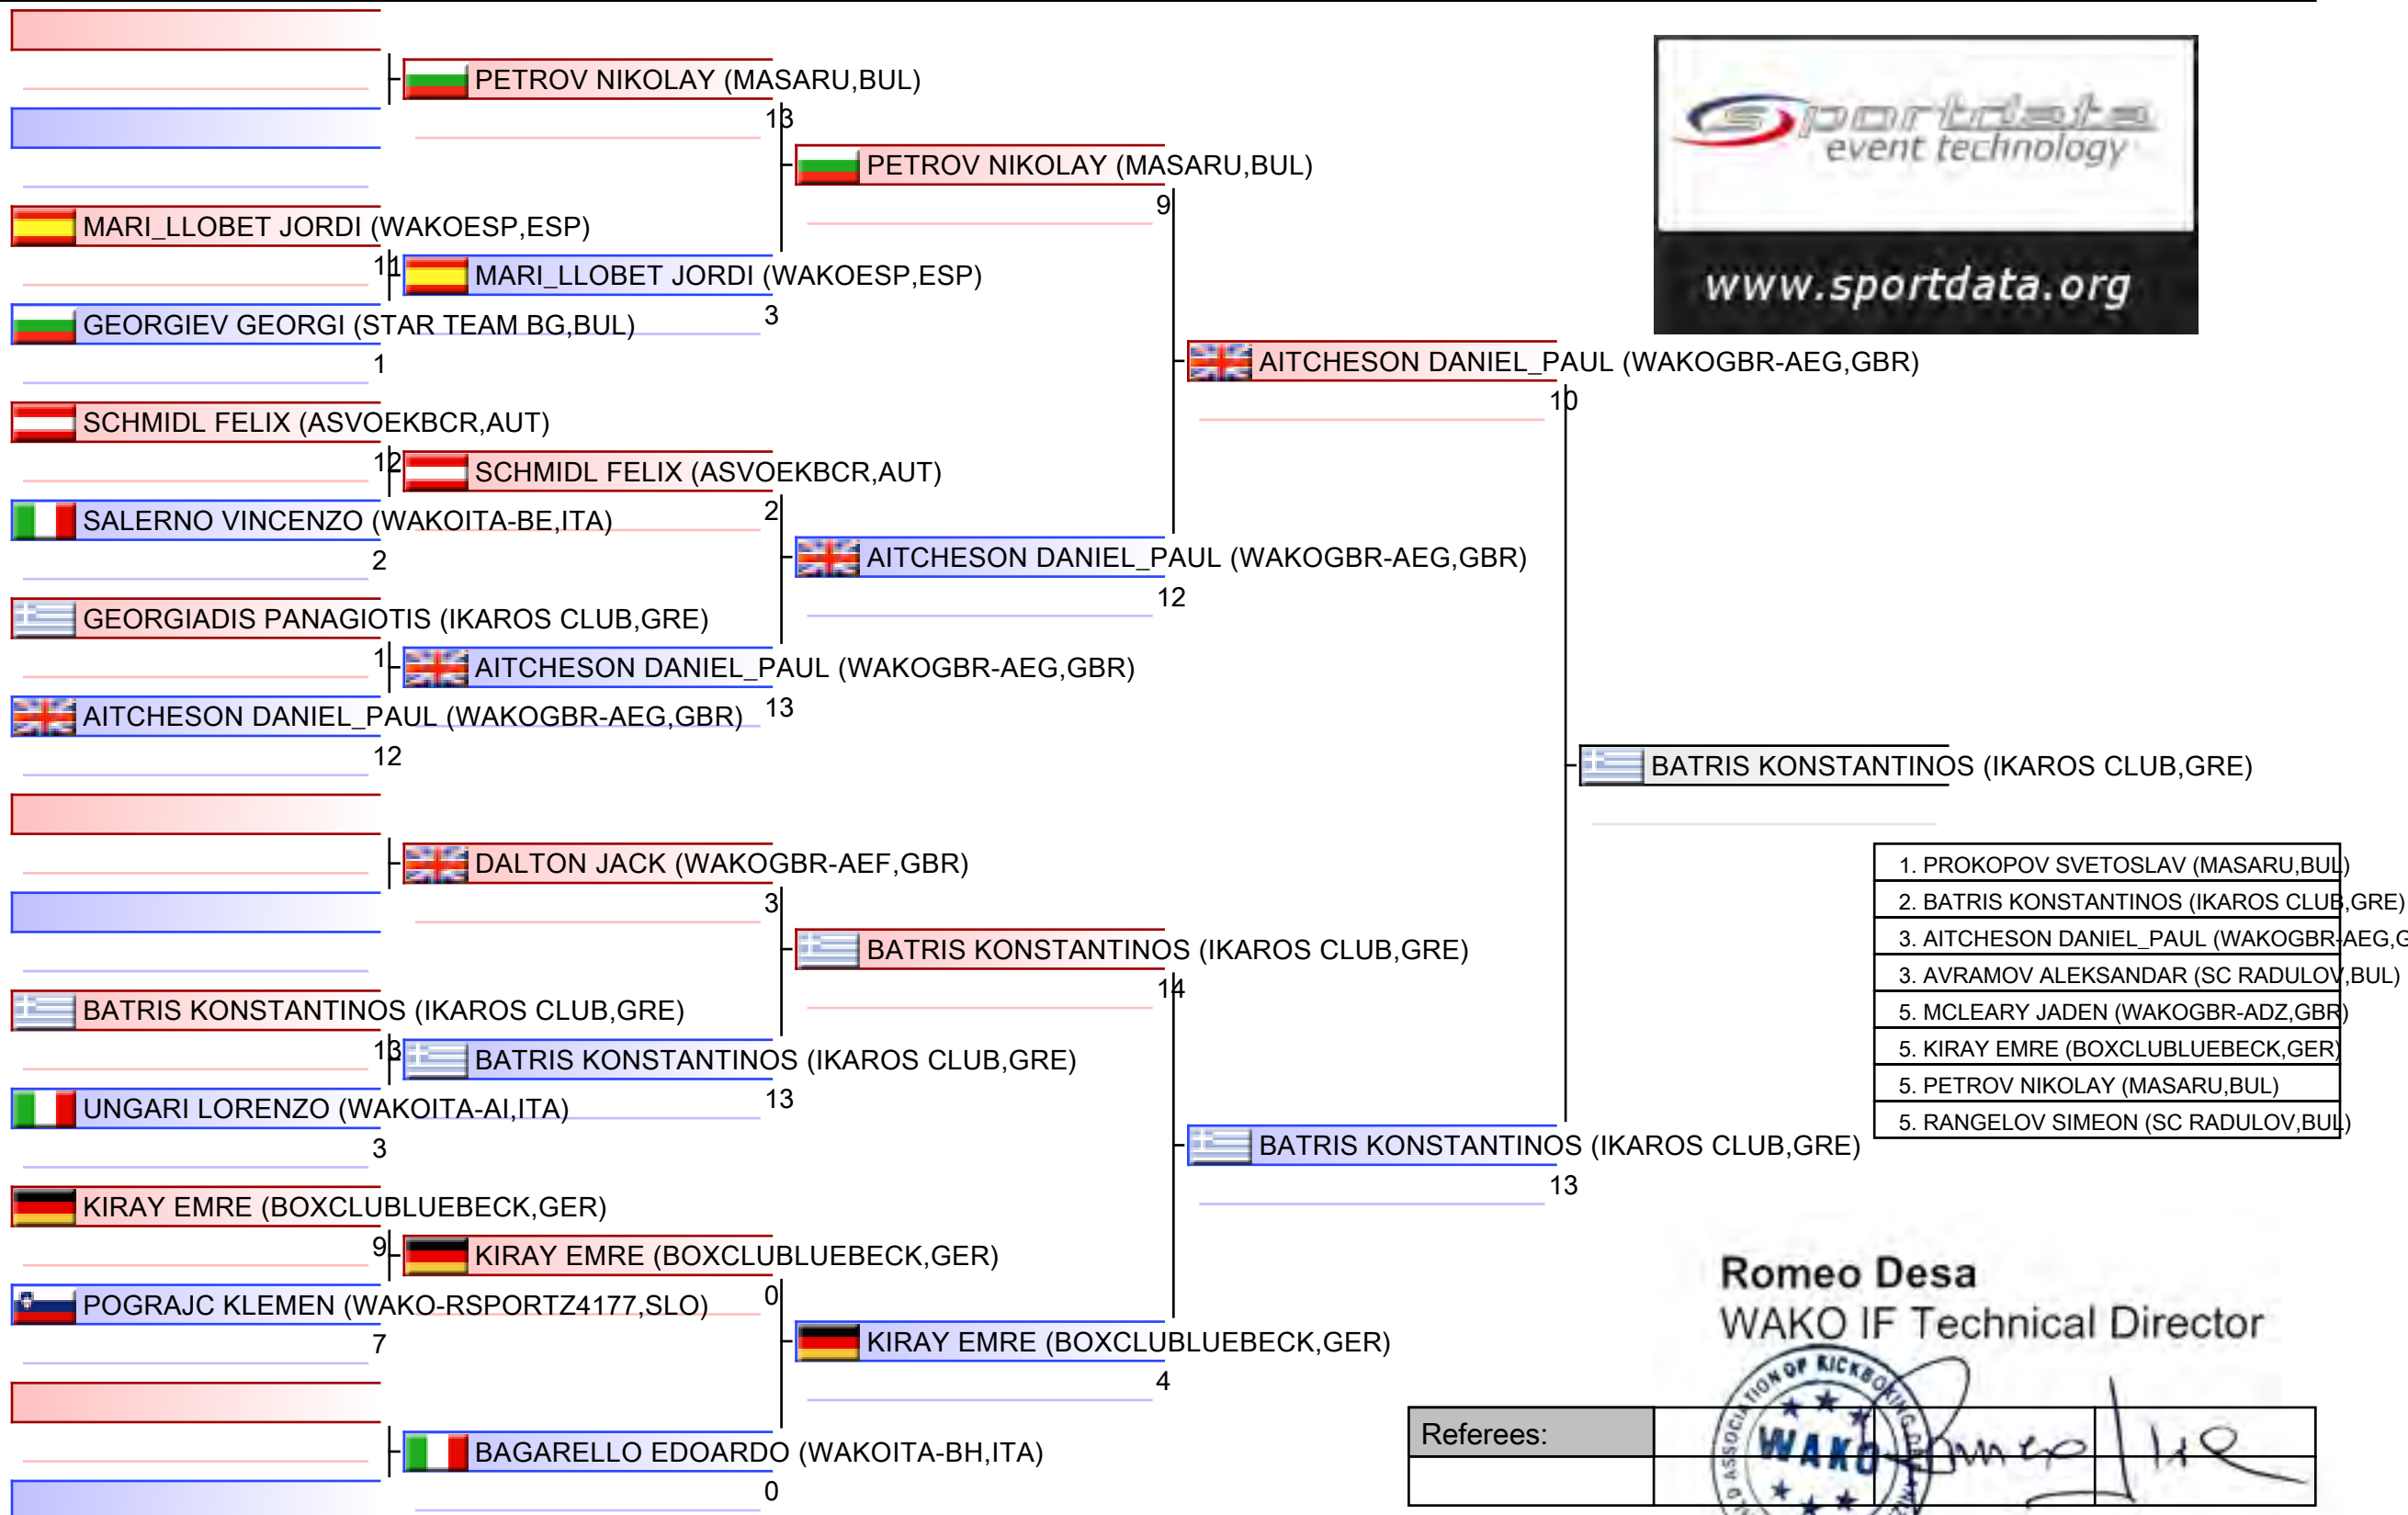 PETROV NIKOLAY (MASARU,BUL)
13
MARI_LLOBET JORDI (WAKOESP,ESP)
11
GEORGIEV GEORGI (STAR TEAM BG,BUL)
1
MARI_LLOBET JORDI (WAKOESP,ESP)
3
SCHMIDL FELIX (ASVOEKBCR,AUT)
12
SALERNO VINCENZO (WAKOITA-BE,ITA)
2
SCHMIDL FELIX (ASVOEKBCR,AUT)
2
GEORGIADIS PANAGIOTIS (IKAROS CLUB,GRE)
1
AITCHESON DANIEL_PAUL (WAKOGBR-AEG,GBR)
12
AITCHESON DANIEL_PAUL (WAKOGBR-AEG,GBR)
13
DALTON JACK (WAKOGBR-AEF,GBR)
3
BATRIS KONSTANTINOS (IKAROS CLUB,GRE)
13
UNGARI LORENZO (WAKOITA-AI,ITA)
3
BATRIS KONSTANTINOS (IKAROS CLUB,GRE)
13
KIRAY EMRE (BOXCLUBLUEBECK,GER)
9
POGRAJC KLEMEN (WAKO-RSPORTZ4177,SLO)
7
KIRAY EMRE (BOXCLUBLUEBECK,GER)
0
BAGARELLO EDOARDO (WAKOITA-BH,ITA)
0
PETROV NIKOLAY (MASARU,BUL)
9
AITCHESON DANIEL_PAUL (WAKOGBR-AEG,GBR)
12
BATRIS KONSTANTINOS (IKAROS CLUB,GRE)
14
KIRAY EMRE (BOXCLUBLUEBECK,GER)
4
AITCHESON DANIEL_PAUL (WAKOGBR-AEG,GBR)
10
BATRIS KONSTANTINOS (IKAROS CLUB,GRE)
13
BATRIS KONSTANTINOS (IKAROS CLUB,GRE)
sportdata
event technology
www.sportdata.org
1. PROKOPOV SVETOSLAV (MASARU,BUL)
2. BATRIS KONSTANTINOS (IKAROS CLUB,GRE)
3. AITCHESON DANIEL_PAUL (WAKOGBR-AEG,G
3. AVRAMOV ALEKSANDAR (SC RADULOV,BUL)
5. MCLEARY JADEN (WAKOGBR-ADZ,GBR)
5. KIRAY EMRE (BOXCLUBLUEBECK,GER)
5. PETROV NIKOLAY (MASARU,BUL)
5. RANGELOV SIMEON (SC RADULOV,BUL)
Romeo Desa
WAKO IF Technical Director
Referees:
ASSOCIATION OF KICKBOXING
WAKO